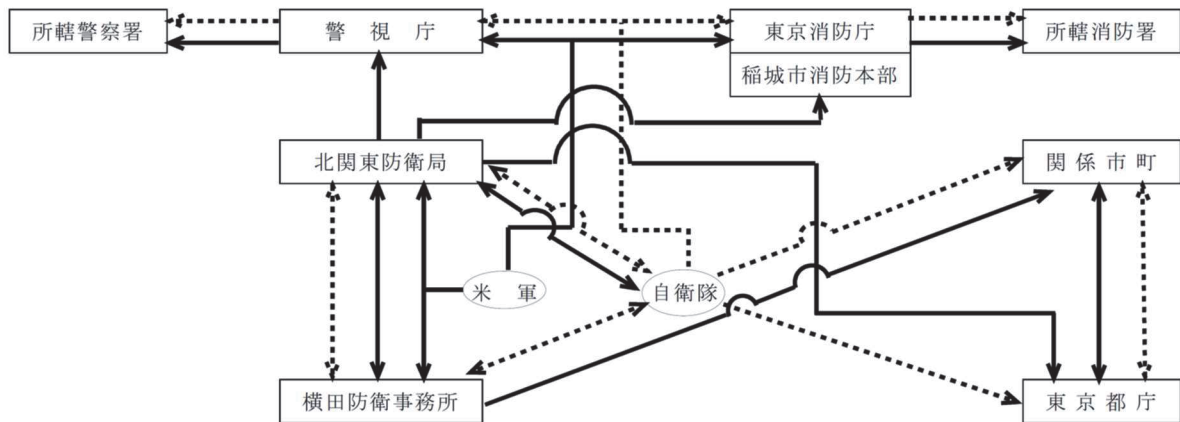 所轄警察署
警視庁
東京消防庁
所轄消防署
稲城市消防本部
北関東防衛局
関係市町
米軍
自衛隊
横田防衛事務所
東京都庁